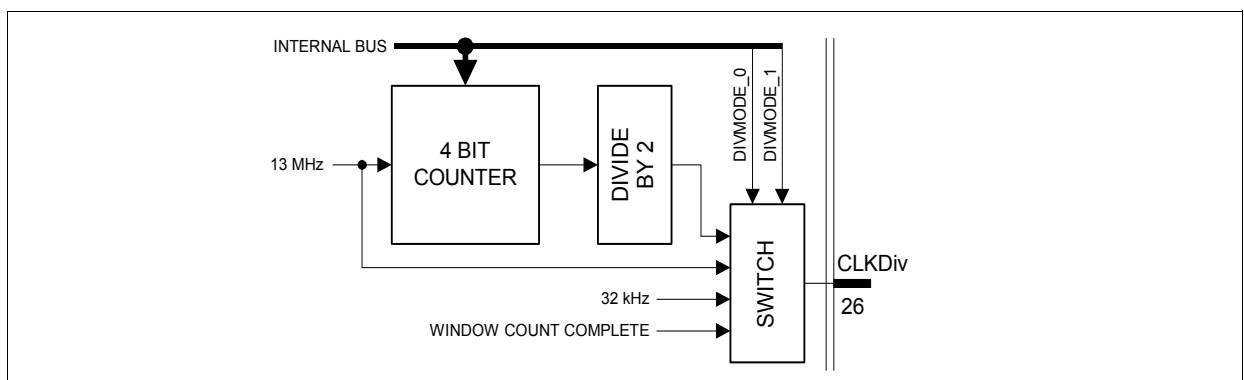 INTERNAL BUS
DIVMODE_0
DIVMODE_1
4 BIT
COUNTER
DIVIDE
BY 2
13 MHz
SWITCH
CLKDiv
26
32 kHz
WINDOW COUNT COMPLETE